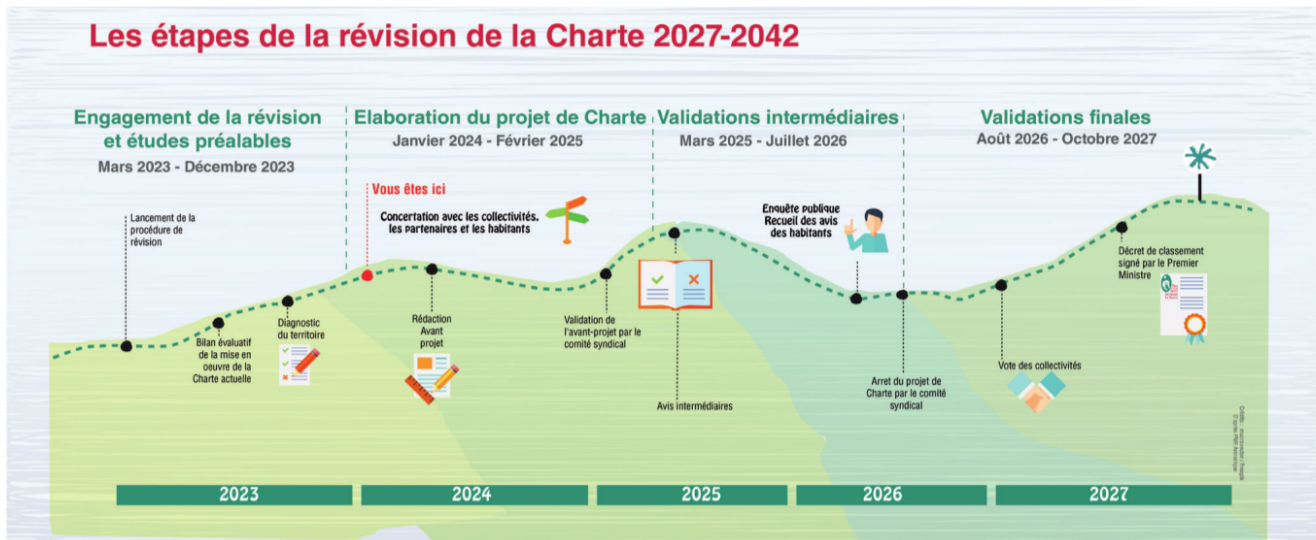 Les étapes de la révision de la Charte 2027-2042
Engagement de la révision
et études préalables
Mars 2023 - Décembre 2023
Elaboration du projet de Charte
Janvier 2024 - Février 2025
Validations intermédiaires
Mars 2025 - Juillet 2026
Validations finales
Août 2026 - Octobre 2027
Lancement de la
procédure de
révision
Bilan évaluatif
de la mise en
oeuvre de la
Charte actuelle
Diagnostic
du territoire
Vous êtes ici
Concertation avec les collectivités,
les partenaires et les habitants
Rédaction
Avant
projet
Validation de
l'avant-projet par le
comité syndical
Avis intermédiaires
Enquête publique
Recueil des avis
des habitants
Arret du projet de
Charte par le comité
syndical
Vote des collectivités
Décret de classement
signé par le Premier
Ministre
2023
2024
2025
2026
2027